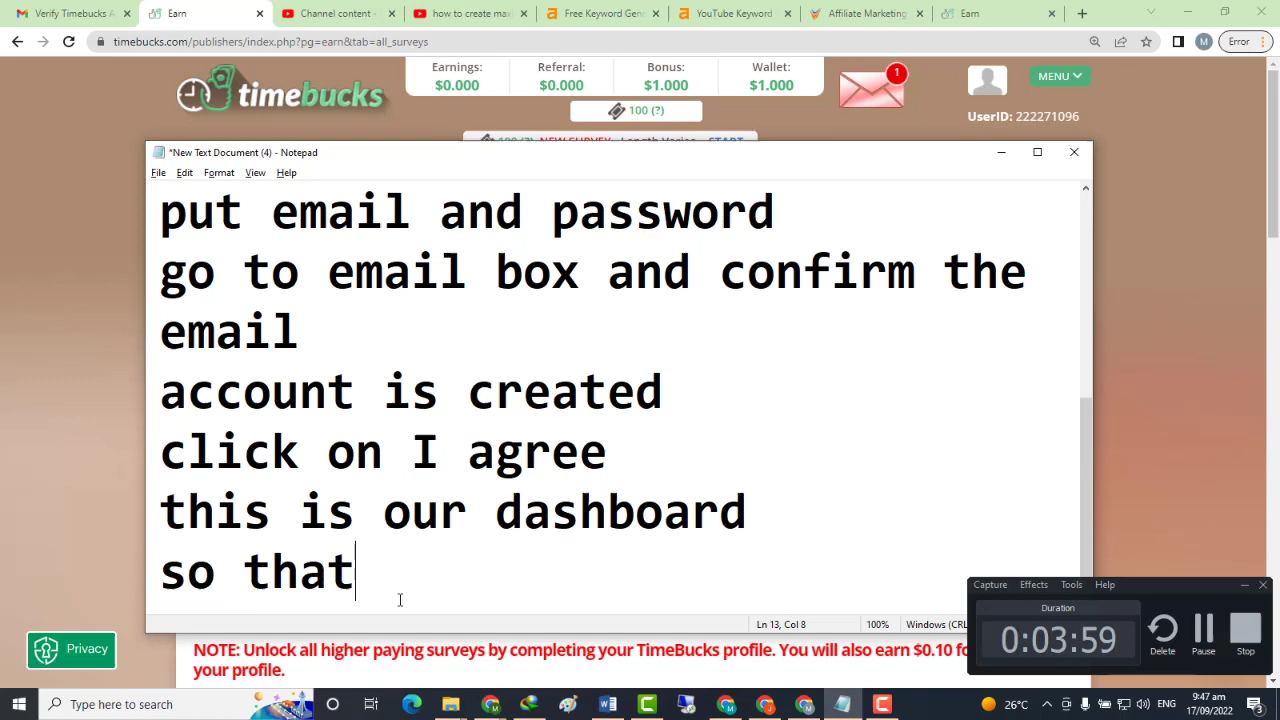 Verify Timebucks A
Earn
Channel content -
how to create max
Free Keyword Gene
YouTube Keyword
Affiliate Marketing
Earn
timebucks.com/publishers/index.php?pg=earn&tab=all_surveys
M
Error
timebucks
Earnings:
$0.000
Referral:
$0.000
Bonus:
$1.000
Wallet:
$1.000
100 (?)
1
MENU
UserID: 222271096
*New Text Document (4) - Notepad
File Edit Format View Help
put email and password
go to email box and confirm the
email
account is created
click on I agree
this is our dashboard
so that
Ln 13, Col 8
100%
Windows (CRL
Capture Effects Tools Help
Duration
0:03:59
Delete
Pause
Stop
Privacy
NOTE: Unlock all higher paying surveys by completing your TimeBucks profile. You will also earn $0.10 fo
your profile.
Type here to search
26°C
ENG
9:47 am
17/09/2022
3